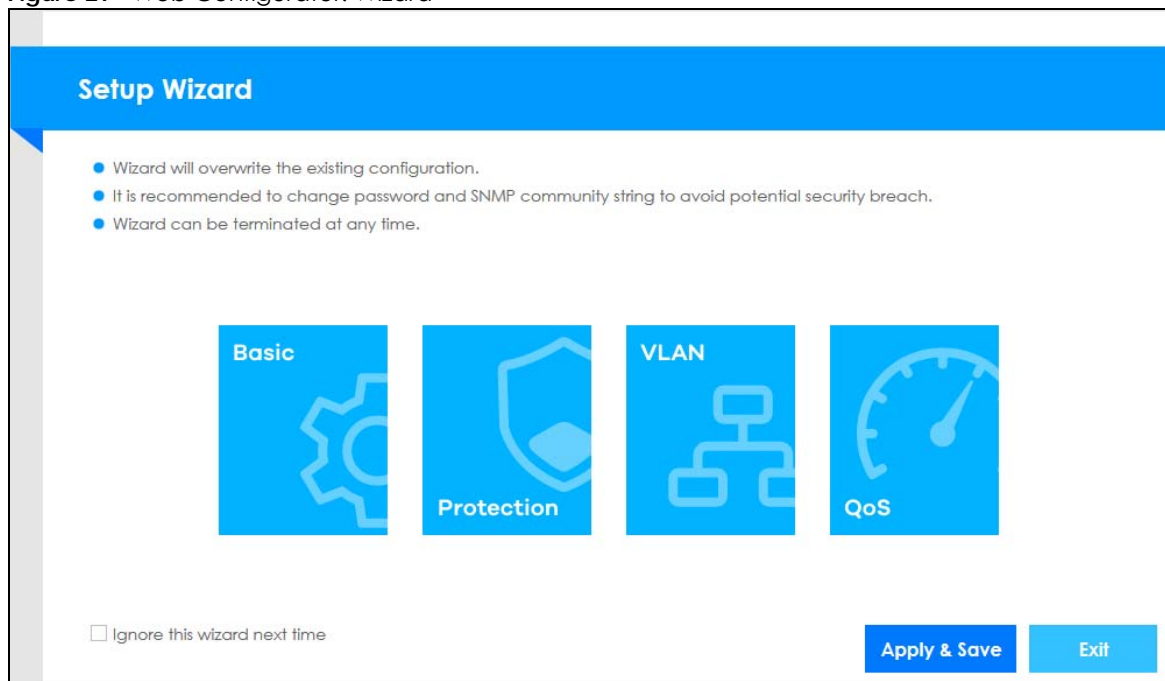 Setup Wizard
Wizard will overwrite the existing configuration.
It is recommended to change password and SNMP community string to avoid potential security breach.
Wizard can be terminated at any time.
Basic
Protection
VLAN
QoS
Ignore this wizard next time
Apply & Save
Exit